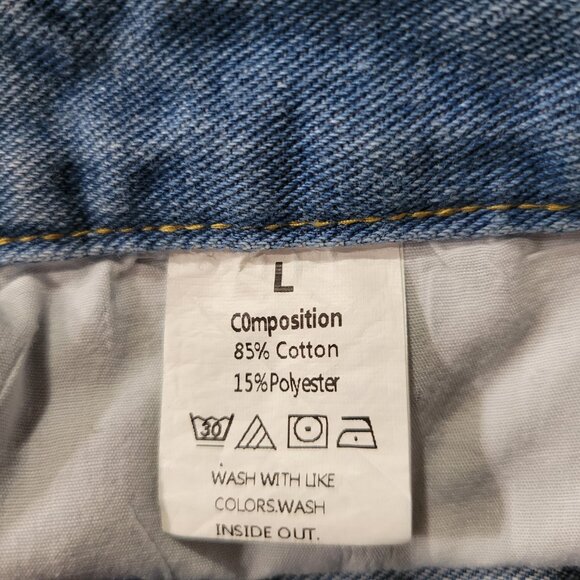 L
C0mposition
85% Cotton
15%Polyester
30
WASH WITH LIKE
COLORS.WASH
INSIDE OUT.